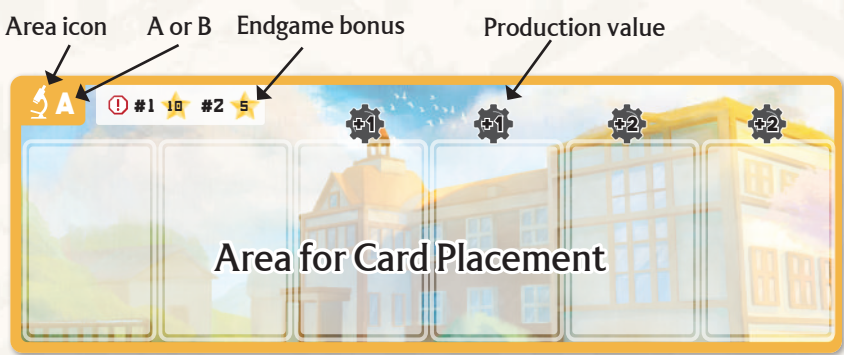 Area icon A or B Endgame bonus Production value
A ! #1 10 #2 5
+1 +1 +2 +2
Area for Card Placement